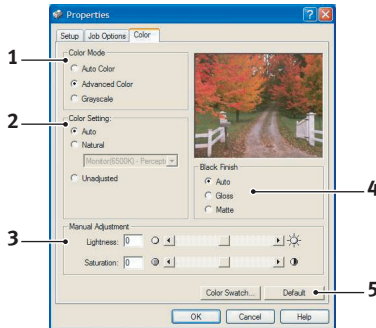 Properties
Setup Job Options Color
1
Color Mode
Auto Color
Advanced Color
Grayscale
2
Color Setting:
Auto
Natural
Monitor(6500K) - Percepti
Unadjusted
Black Finish
Auto
Gloss
Matte
4
3
Manual Adjustment
Lightness: 0
Saturation: 0
Color Swatch... Default
5
OK Cancel Help